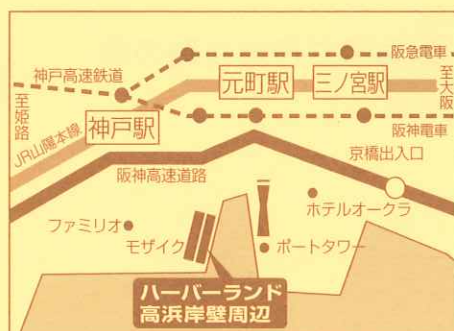 阪急電車
神戸高速鉄道
元町駅
三ノ宮駅
至大阪
至姫路
神戸駅
JR山陽本線
阪神電車
京橋出入口
阪神高速道路
ホテルオークラ
ファミリオ
モザイク
ポートタワー
ハーバーランド
高浜岸壁周辺